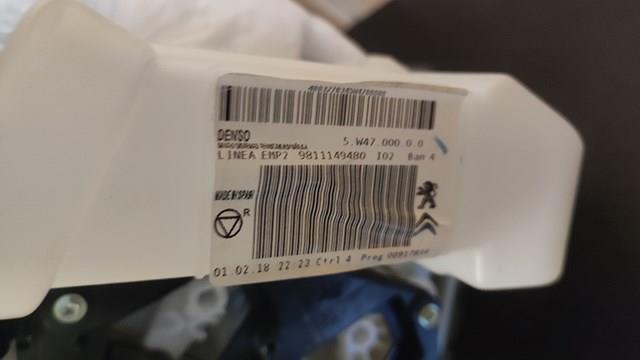 DENSO
5.W47.000.0.0
LINEA EMP2 9811149480 I02 Ban 4
MADE IN SPAIN
R
01.02.18 22:23 Ctrl 4 Prog